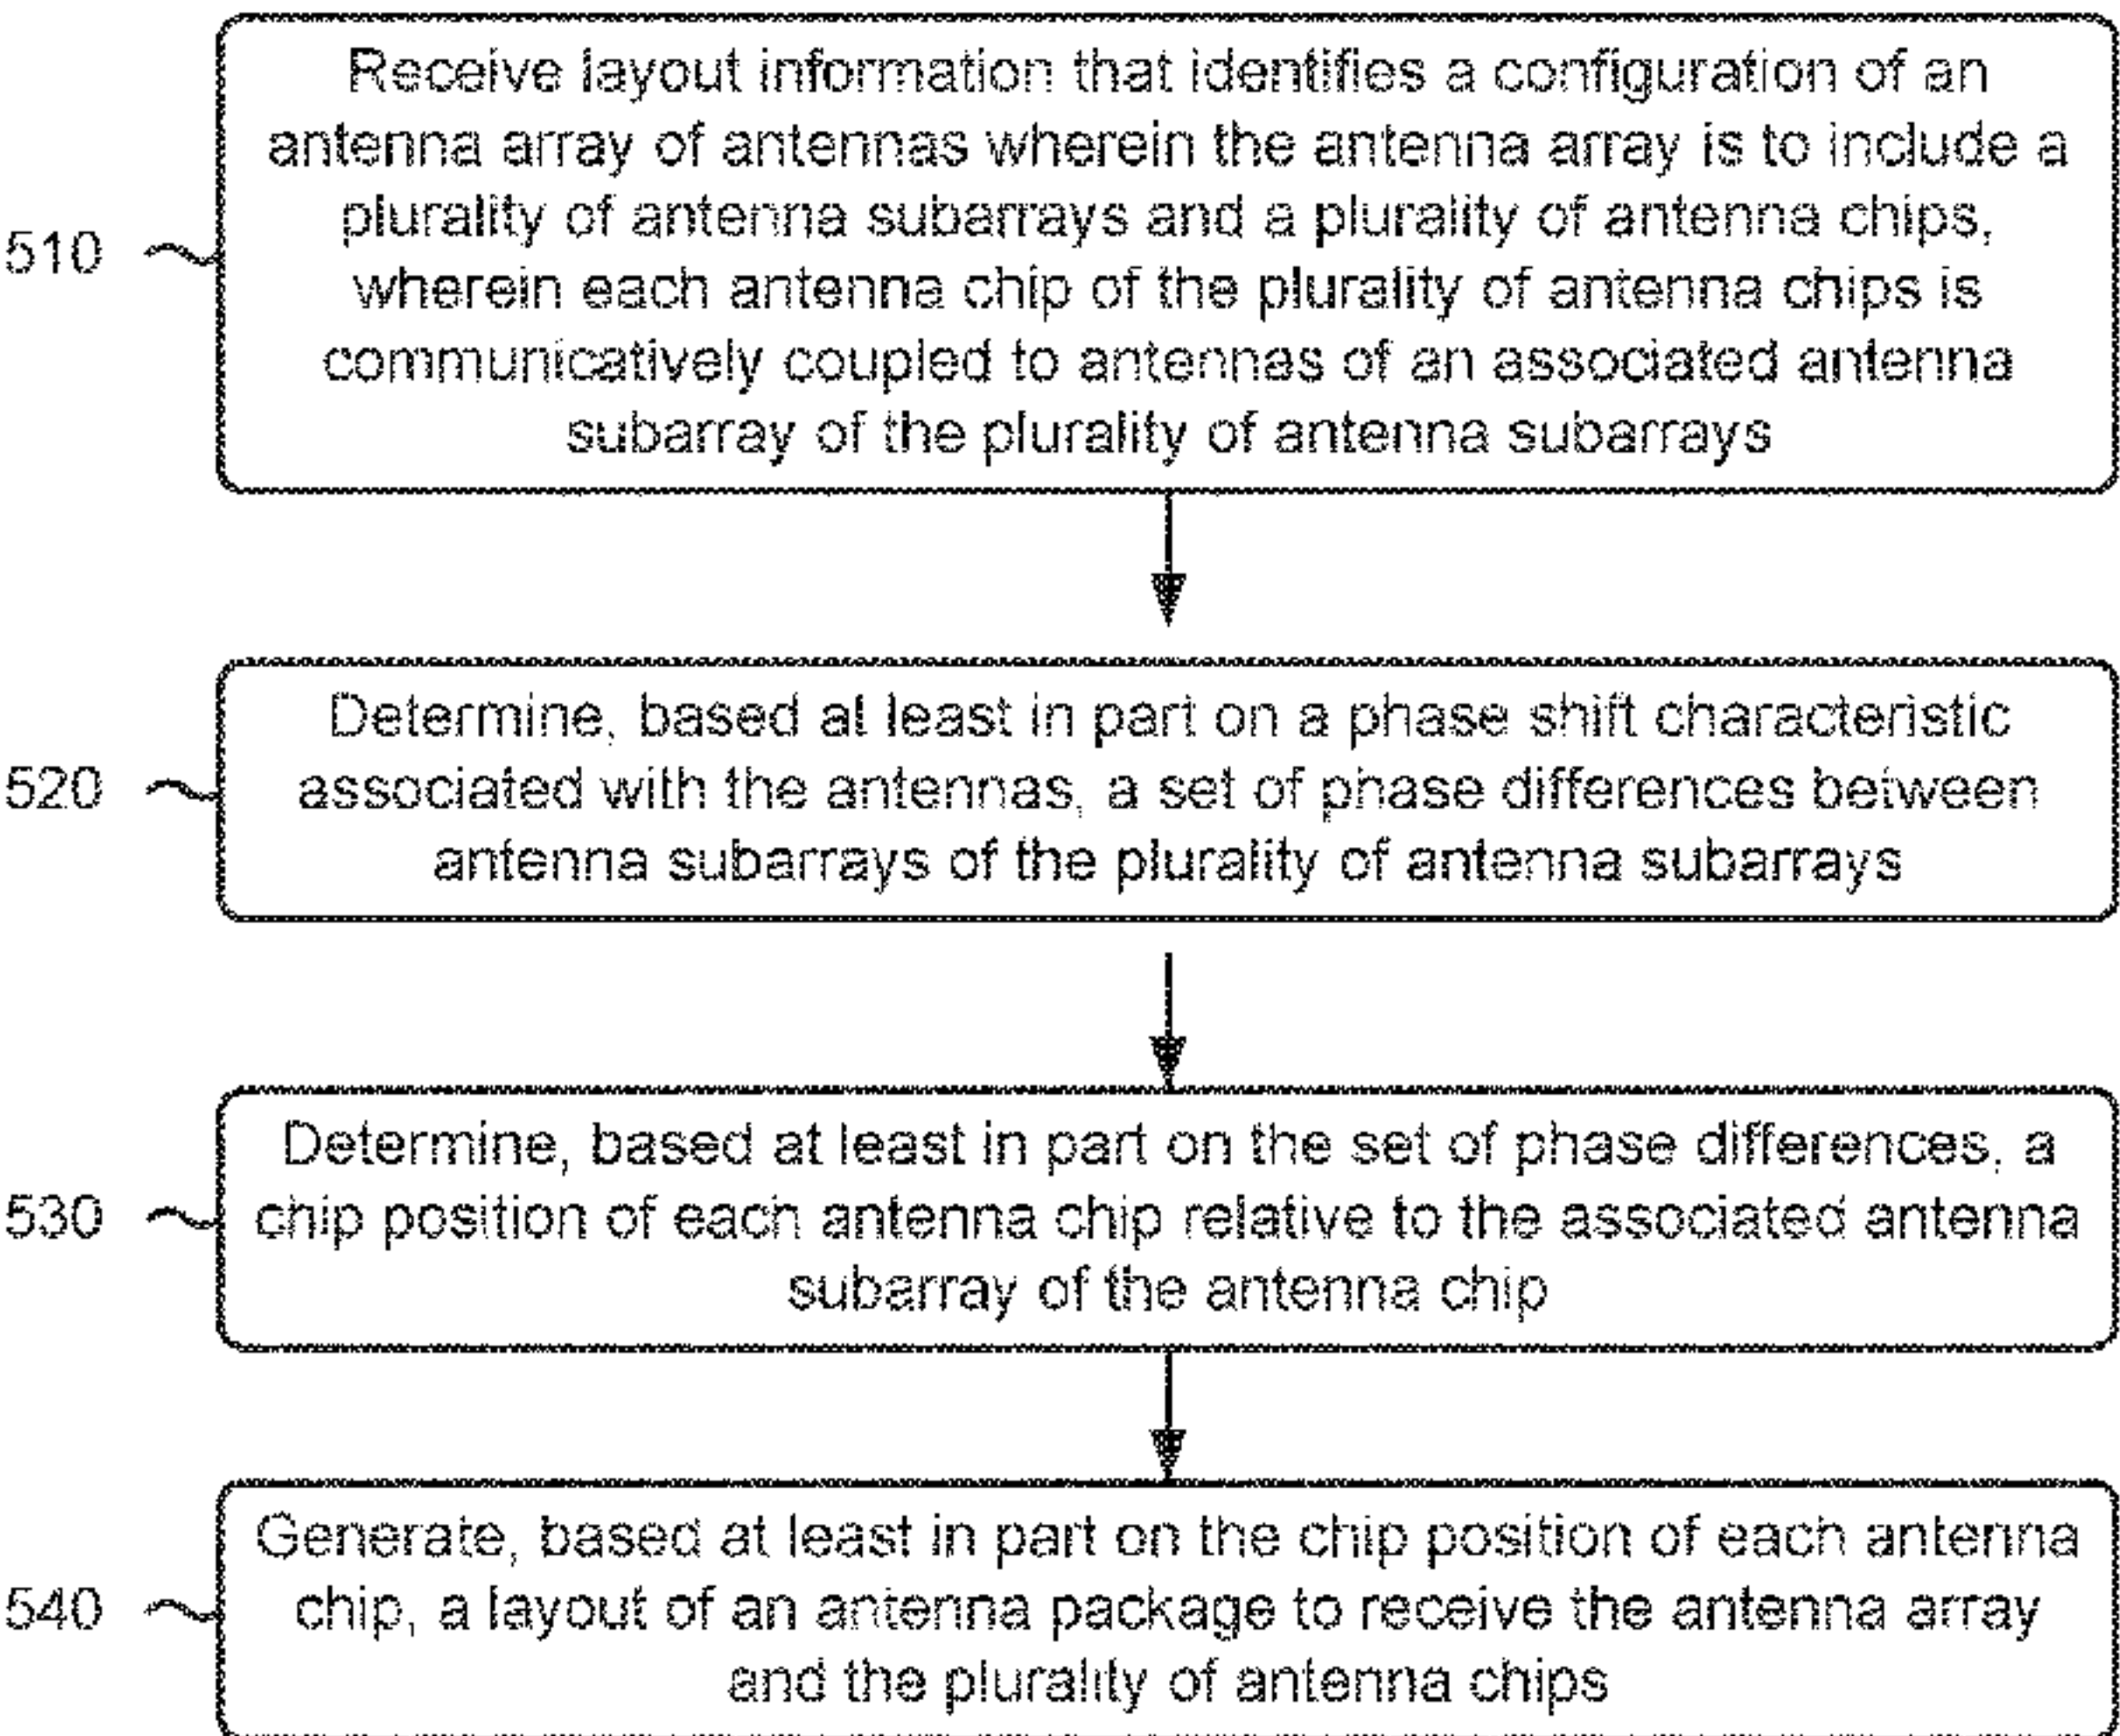 Receive layout information that identifies a configuration of an
antenna array of antennas wherein the antenna array is to include a
plurality of antenna subarrays and a plurality of antenna chips,
510
wherein each antenna chip of the plurality of antenna chips is
communicatively coupled to antennas of an associated antenna
subarray of the plurality of antenna subarrays
Determine, based at least in part on a phase shift characteristic
520
associated with the antennas, a set of phase differences between
antenna subarrays of the plurality of antenna subarrays
Determine, based at least in part on the set of phase differences, a
530
chip position of each antenna chip relative to the associated antenna
subarray of the antenna chip
Generate, based at least in part on the chip position of each antenna
540
chip, a layout of an antenna package to receive the antenna array
and the plurality of antenna chips